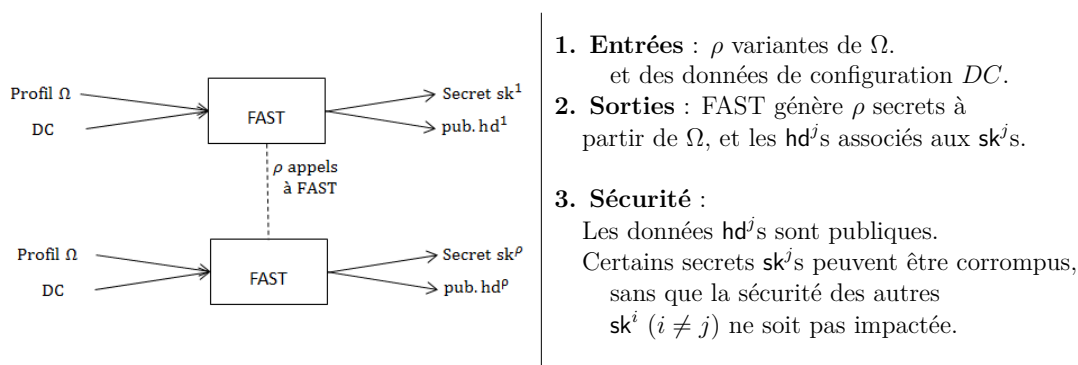 Profil Ω
DC
FAST
Secret sk¹
pub. hd¹
ρ appels
à FAST
Profil Ω
DC
FAST
Secret skᵨ
pub. hdᵨ
1. Entrées : ρ variantes de Ω.
et des données de configuration DC.
2. Sorties : FAST génère ρ secrets à
partir de Ω, et les hdʲs associés aux skʲs.
3. Sécurité :
Les données hdʲs sont publiques.
Certains secrets skʲs peuvent être corrompus,
sans que la sécurité des autres
skⁱ (i ≠ j) ne soit pas impactée.